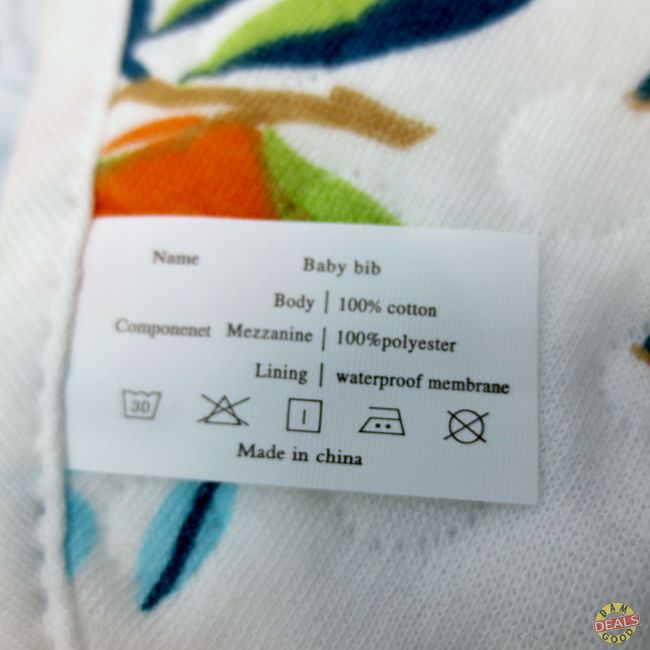 Name Baby bib
Body | 100% cotton
Componenet Mezzanine | 100%polyester
Lining | waterproof membrane
30
Made in china
DAM
DEALS
GOOD